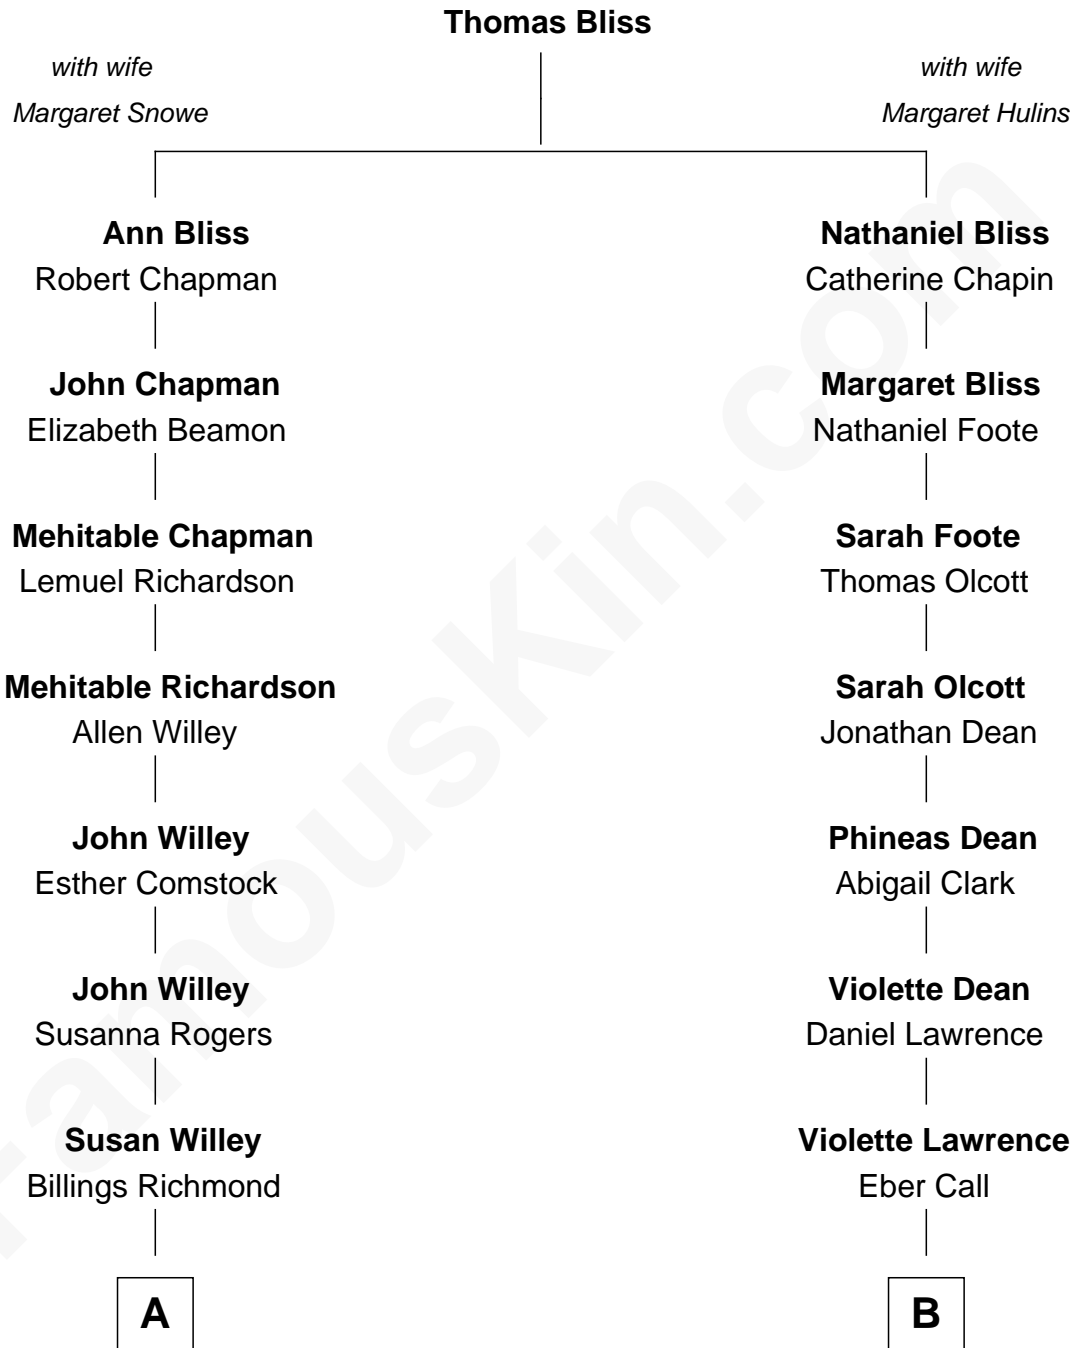 Thomas Bliss
with wife
Margaret Snowe
with wife
Margaret Hulins
Ann Bliss
Robert Chapman
Nathaniel Bliss
Catherine Chapin
John Chapman
Elizabeth Beamon
Margaret Bliss
Nathaniel Foote
Mehitable Chapman
Lemuel Richardson
Sarah Foote
Thomas Olcott
Mehitable Richardson
Allen Willey
Sarah Olcott
Jonathan Dean
John Willey
Esther Comstock
Phineas Dean
Abigail Clark
John Willey
Susanna Rogers
Violette Dean
Daniel Lawrence
Susan Willey
Billings Richmond
Violette Lawrence
Eber Call
A
B
FamousKin.com